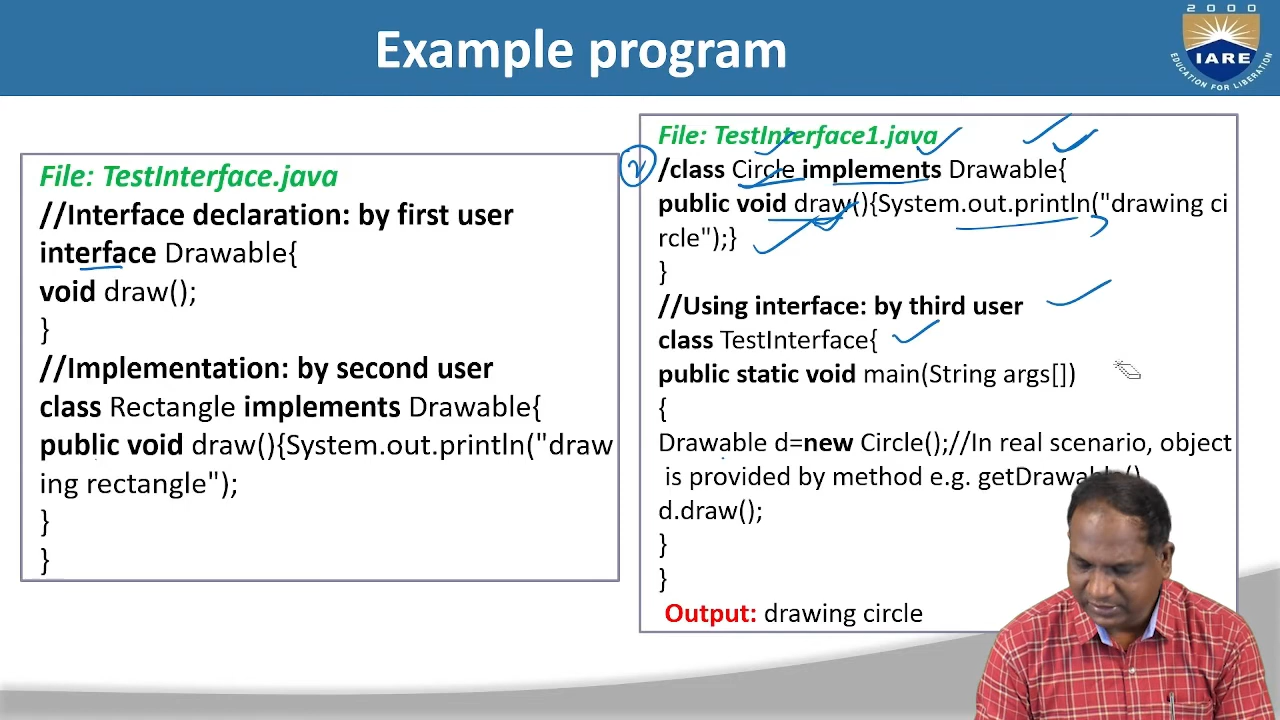 Example program
2000
IARE
EDUCATION FOR LIBERATION
File: TestInterface.java
//Interface declaration: by first user
interface Drawable{
void draw();
}
//Implementation: by second user
class Rectangle implements Drawable{
public void draw(){System.out.println("draw
ing rectangle");
}
}
File: TestInterface1.java
/class Circle implements Drawable{
public void draw(){System.out.println("drawing ci
rcle");}
}
//Using interface: by third user
class TestInterface{
public static void main(String args[])
{
Drawable d=new Circle();//In real scenario, object
is provided by method e.g. getDrawable()
d.draw();
}
}
Output: drawing circle